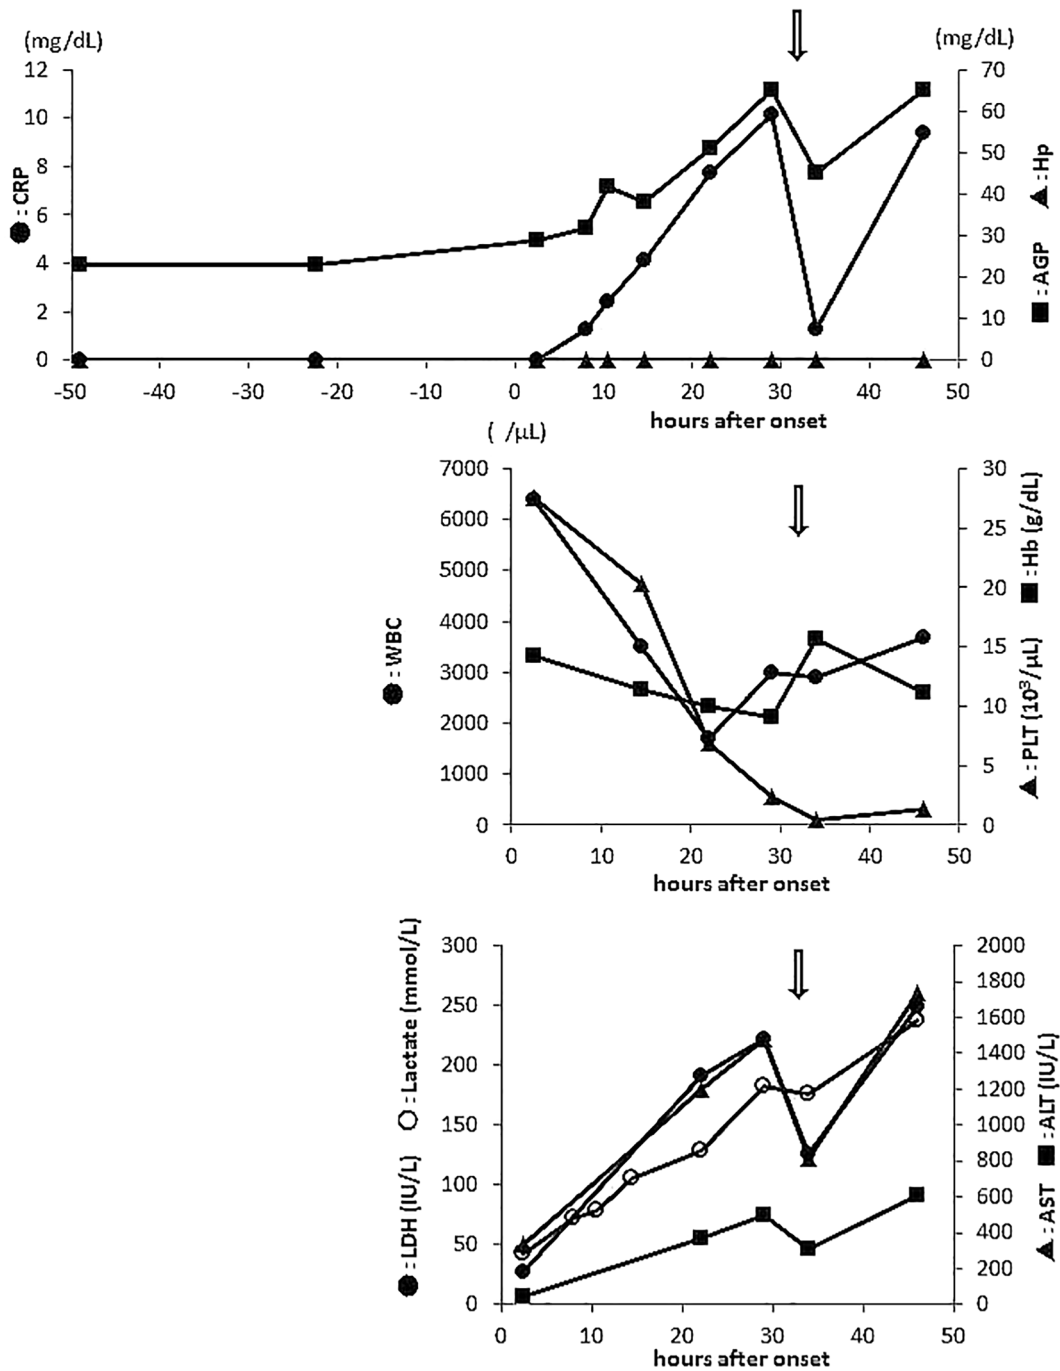 (mg/dL) (mg/dL)
12 70
10 60
8 50
6 40
4 30
2 20
0 10
0
-50 -40 -30 -20 -10 0 10 20 30 40 50
hours after onset
: CRP
: Hp
: AGP
( /μL)
7000 30
6000 25
5000 20
4000 15
3000 10
2000 5
1000 0
0
0 10 20 30 40 50
hours after onset
: WBC
: Hb (g/dL)
: PLT (10³/μL)
300 2000
250 1800
200 1600
150 1400
100 1200
50 1000
0 800
600
400
200
0
0 10 20 30 40 50
hours after onset
: Lactate (mmol/L)
: LDH (IU/L)
: ALT (IU/L)
: AST